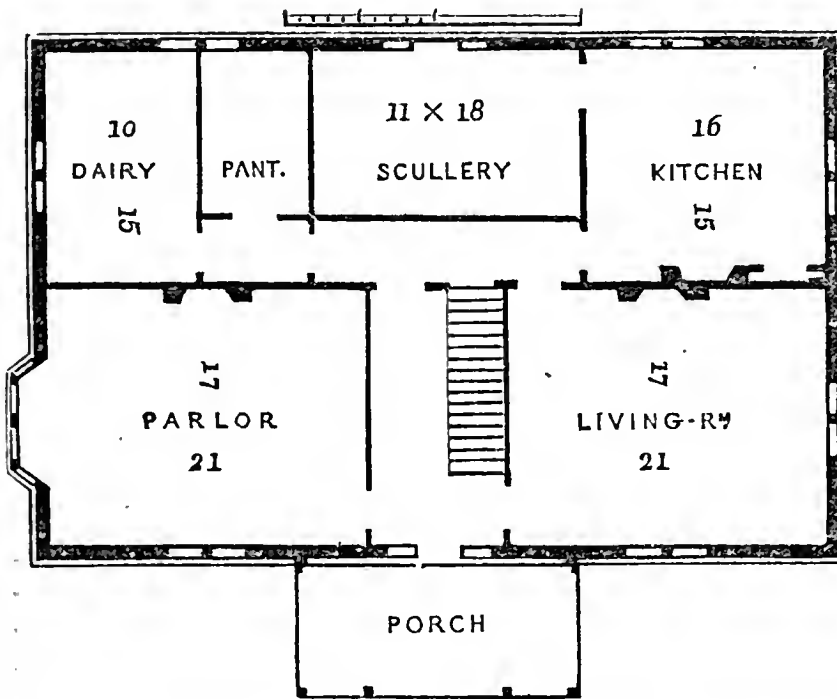 10
DAIRY
15
PANT.
11 X 18
SCULLERY
16
KITCHEN
15
17
PARLOR
21
17
LIVING-RM
21
PORCH